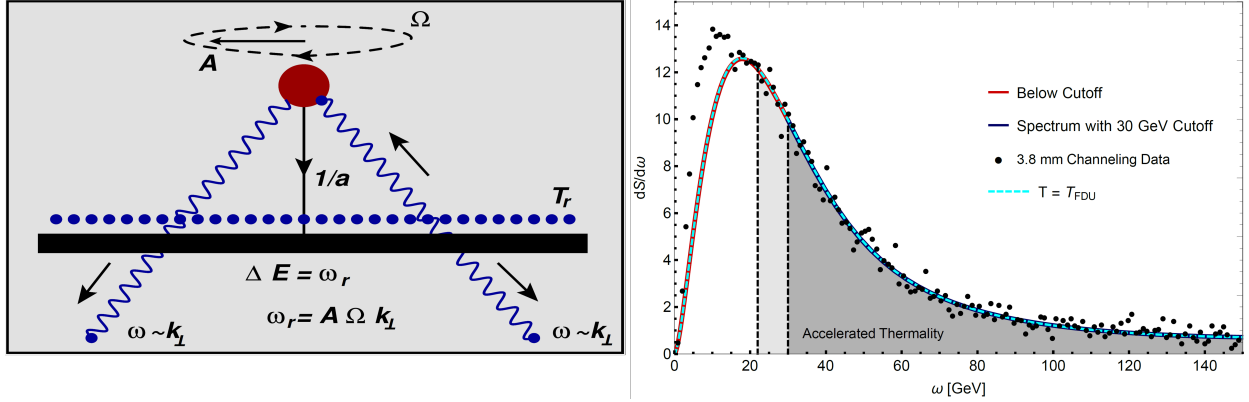 Ω
A
1/a
T_r
Δ E = ω_r
ω_r = A Ω k_⊥
ω ~ k_⊥
ω ~ k_⊥
14
12
10
8
6
4
2
0
dS/dω
Below Cutoff
Spectrum with 30 GeV Cutoff
3.8 mm Channeling Data
T = T_FDU
Accelerated Thermality
0 20 40 60 80 100 120 140
ω [GeV]